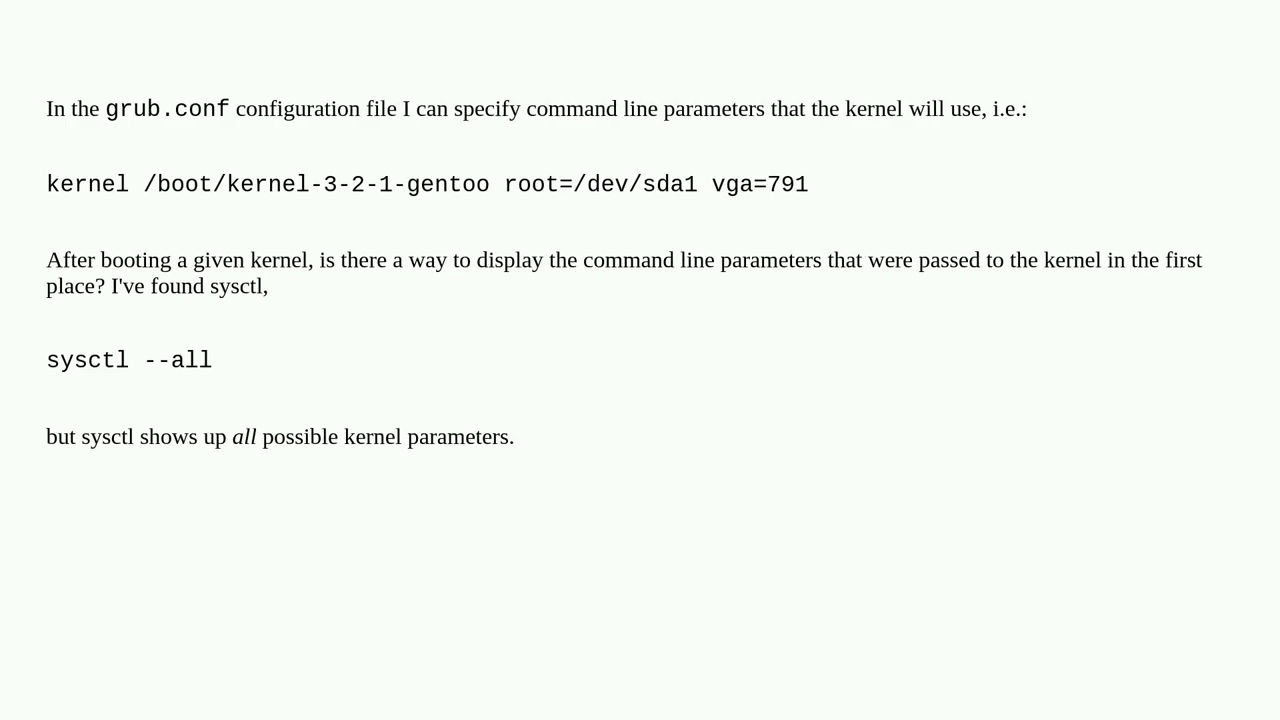 In the grub.conf configuration file I can specify command line parameters that the kernel will use, i.e.:
kernel /boot/kernel-3-2-1-gentoo root=/dev/sda1 vga=791
After booting a given kernel, is there a way to display the command line parameters that were passed to the kernel in the first
place? I've found sysctl,
sysctl --all
but sysctl shows up all possible kernel parameters.